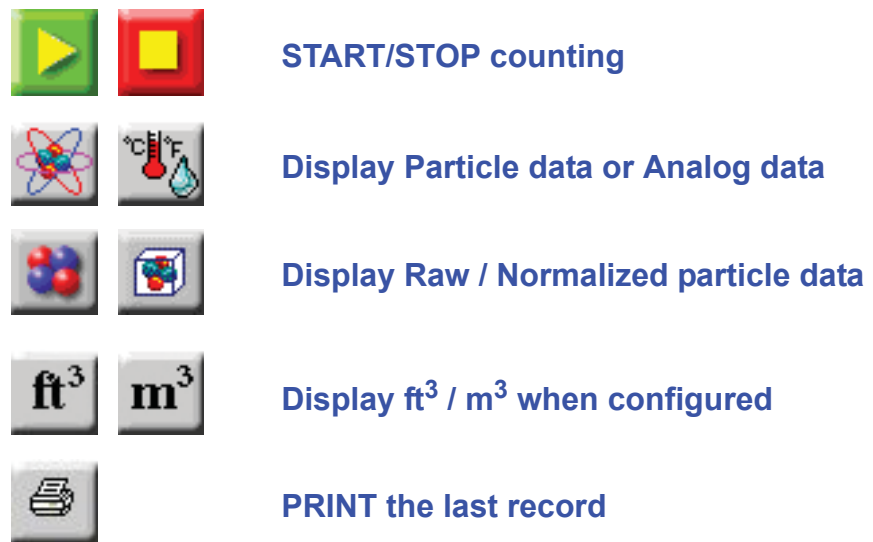 START/STOP counting
°C °F
Display Particle data or Analog data
Display Raw / Normalized particle data
ft³ m³
Display ft³ / m³ when configured
PRINT the last record